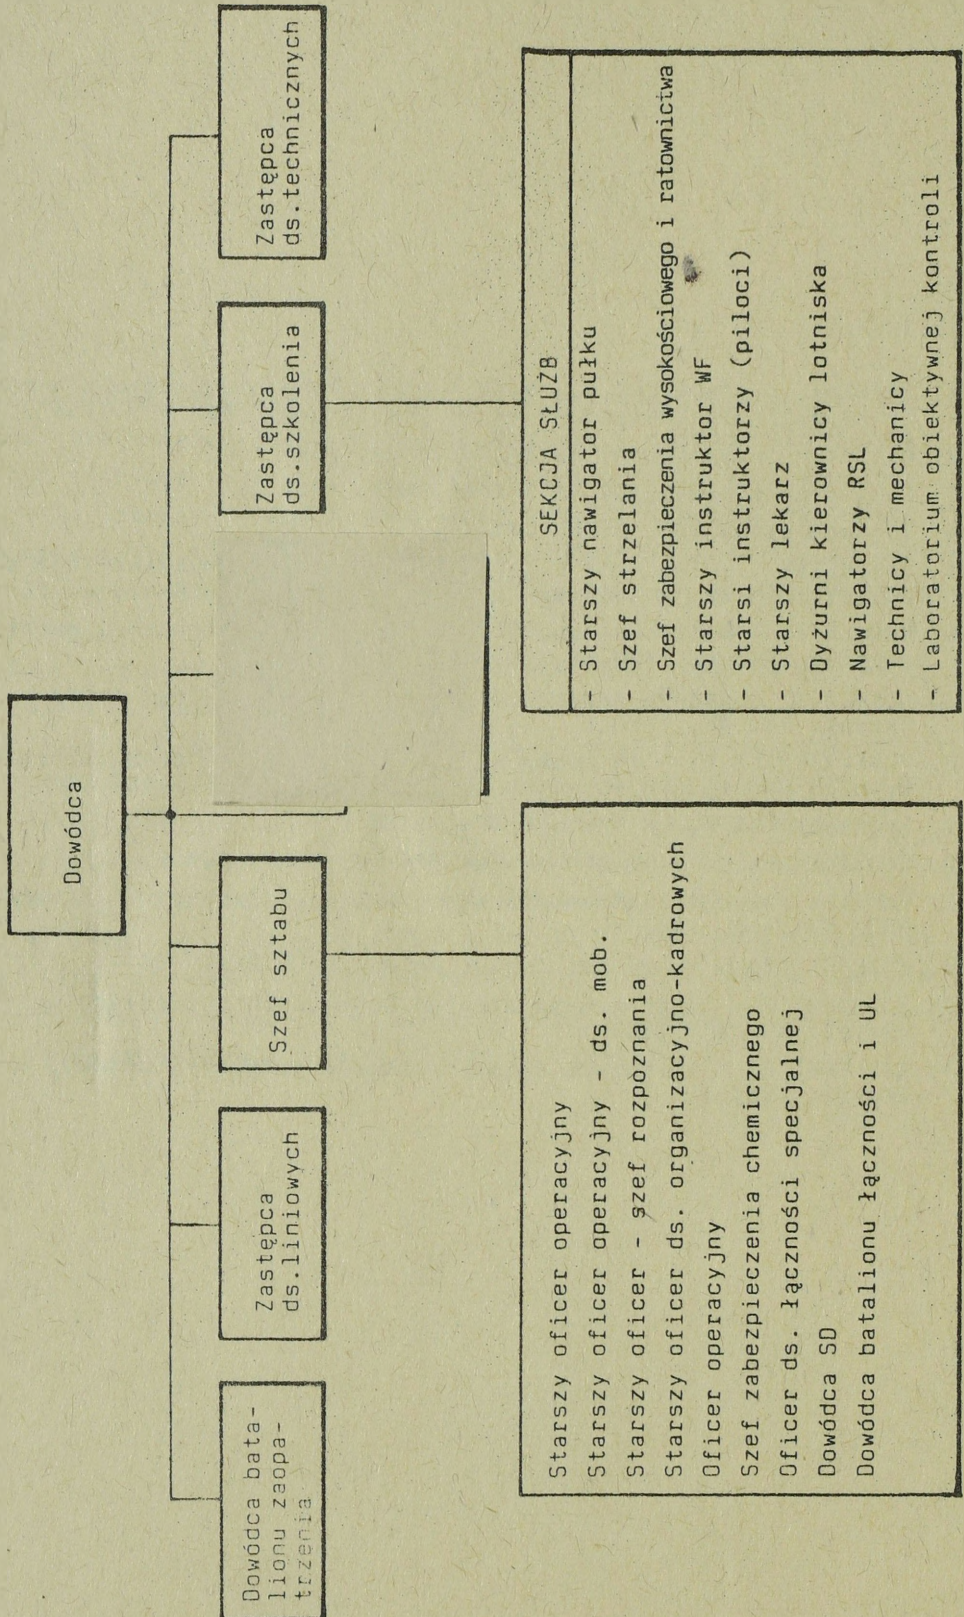 Dowódca
Dowódca bata-
lionu zaopa-
trzenia
Zastępca
ds.liniowych
Szef sztabu
Zastępca
ds.szkolenia
Zastępca
ds.technicznych
Starszy oficer operacyjny
Starszy oficer operacyjny - ds. mob.
Starszy oficer - szef rozpoznania
Starszy oficer ds. organizacyjno-kadrowych
Oficer operacyjny
Szef zabezpieczenia chemicznego
Oficer ds. łączności specjalnej
Dowódca SD
Dowódca batalionu łączności i UL
SEKCJA SŁUŻB
- Starszy nawigator pułku
- Szef strzelania
- Szef zabezpieczenia wysokościowego i ratownictwa
- Starszy instruktor WF
- Starsi instruktorzy (piloci)
- Starszy lekarz
- Dyżurni kierownicy lotniska
- Nawigatorzy RSL
- Technicy i mechanicy
- Laboratorium obiektywnej kontroli